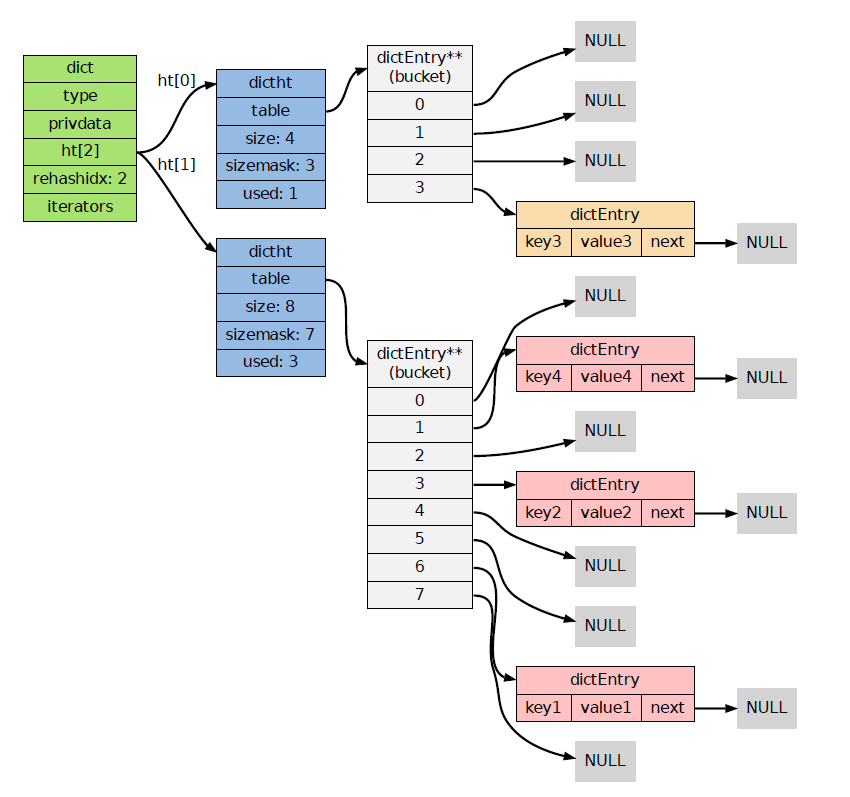 dict
type
privdata
ht[2]
rehashidx: 2
iterators
ht[0]
ht[1]
dictht
table
size: 4
sizemask: 3
used: 1
dictEntry**
(bucket)
0
1
2
3
NULL
NULL
NULL
dictEntry
key3 value3 next
NULL
dictht
table
size: 8
sizemask: 7
used: 3
dictEntry**
(bucket)
0
1
2
3
4
5
6
7
NULL
dictEntry
key4 value4 next
NULL
NULL
dictEntry
key2 value2 next
NULL
NULL
NULL
dictEntry
key1 value1 next
NULL
NULL